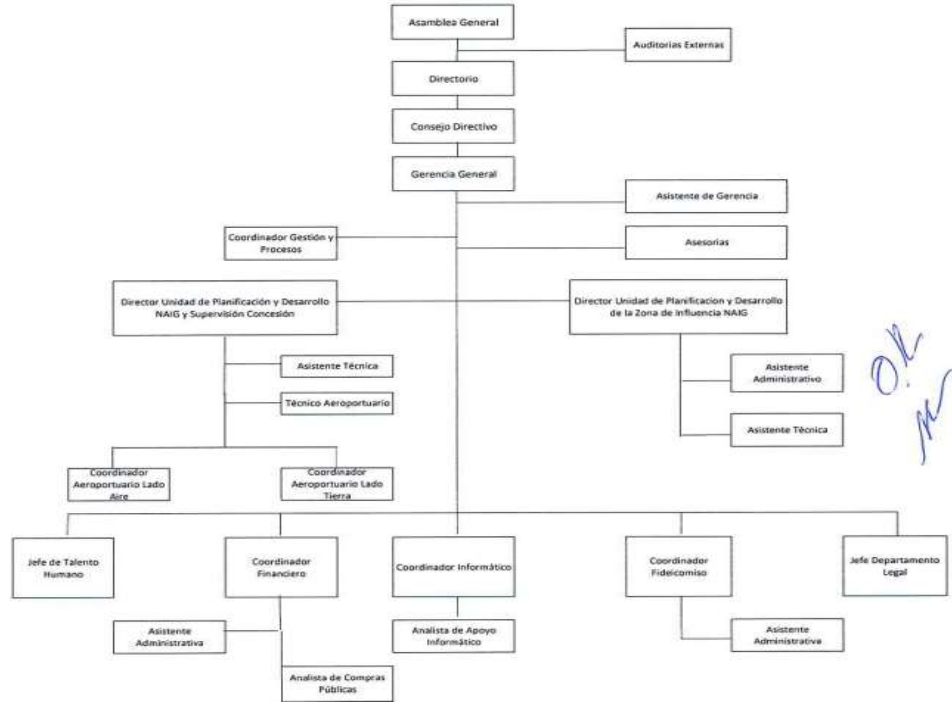 Asamblea General
Auditorias Externas
Directorio
Consejo Directivo
Gerencia General
Asistente de Gerencia
Coordinador Gestión y
Procesos
Asesorias
Director Unidad de Planificación y Desarrollo
NAIG y Supervisión Concesión
Director Unidad de Planificacion y Desarrollo
de la Zona de Influencia NAIG
Asistente Técnica
Técnico Aeroportuario
Asistente
Administrativo
Asistente Técnica
O.K
Coordinador
Aeroportuario Lado
Aire
Coordinador
Aeroportuario Lado
Tierra
Jefe de Talento
Humano
Coordinador
Financiero
Coordinador Informático
Coordinador
Fideicomiso
Jefe Departamento
Legal
Asistente
Administrativa
Analista de Apoyo
Informático
Asistente
Administrativa
Analista de Compras
Públicas